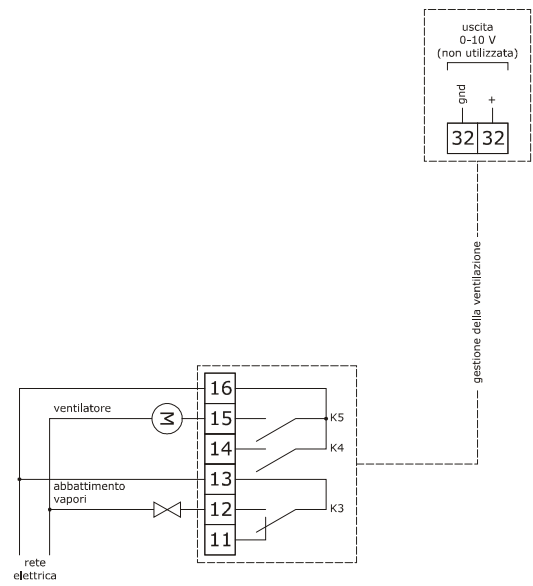 uscita
0-10 V
(non utilizzata)
gnd
+
32 32
gestione della ventilazione
16
ventilatore
M
15
K5
14
K4
13
abbattimento
vapori
12
K3
11
rete
elettrica